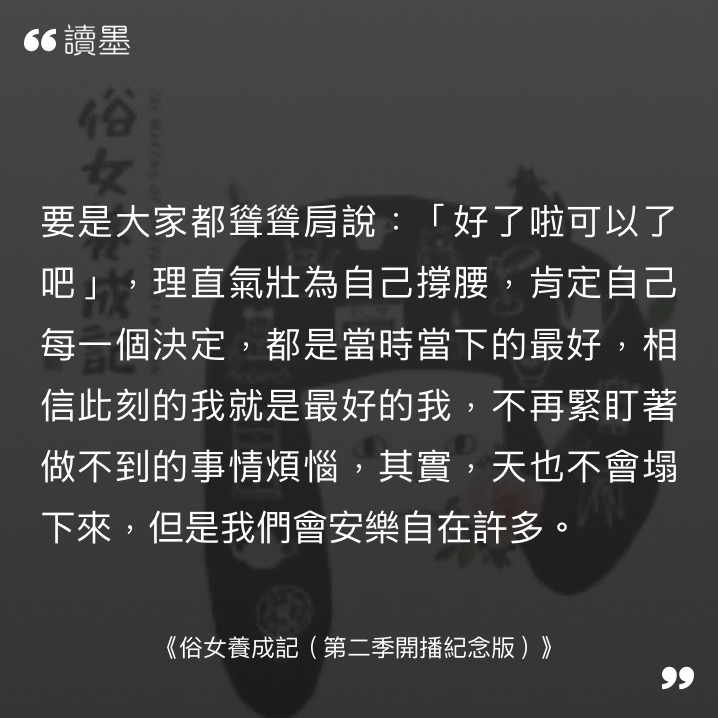 ❝讀墨
俗女養成記
要是大家都聳聳肩說：「好了啦可以了
吧」，理直氣壯為自己撐腰，肯定自己
每一個決定，都是當時當下的最好，相
信此刻的我就是最好的我，不再緊盯著
做不到的事情煩惱，其實，天也不會塌
下來，但是我們會安樂自在許多。
《俗女養成記（第二季開播紀念版）》
❞